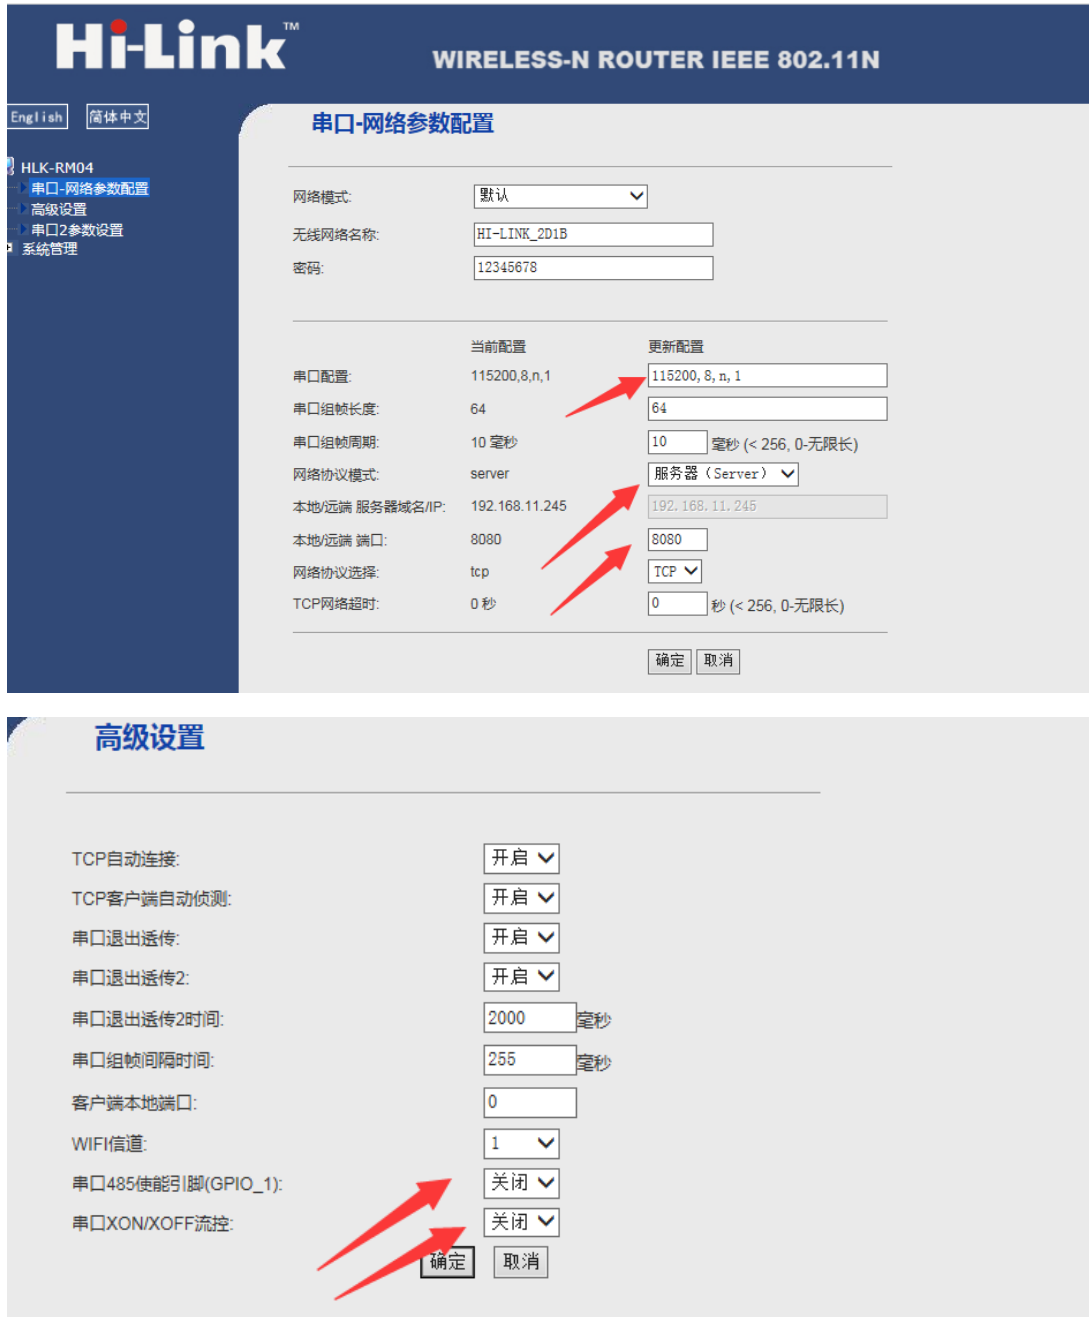 Hi-Link™
WIRELESS-N ROUTER IEEE 802.11N
English 简体中文
HLK-RM04
串口-网络参数配置
高级设置
串口2参数设置
系统管理
串口-网络参数配置
网络模式: 默认
无线网络名称: HI-LINK_2D1B
密码: 12345678
当前配置 更新配置
串口配置: 115200,8,n,1 115200,8,n,1
串口组帧长度: 64 64
串口组帧周期: 10 毫秒 10 毫秒 (< 256, 0-无限长)
网络协议模式: server 服务器（Server）
本地/远端 服务器域名/IP: 192.168.11.245 192.168.11.245
本地/远端 端口: 8080 8080
网络协议选择: tcp TCP
TCP网络超时: 0 秒 0 秒 (< 256, 0-无限长)
确定 取消
高级设置
TCP自动连接: 开启
TCP客户端自动侦测: 开启
串口退出透传: 开启
串口退出透传2: 开启
串口退出透传2时间: 2000 毫秒
串口组帧间隔时间: 255 毫秒
客户端本地端口: 0
WIFI信道: 1
串口485使能引脚(GPIO_1): 关闭
串口XON/XOFF流控: 关闭
确定 取消